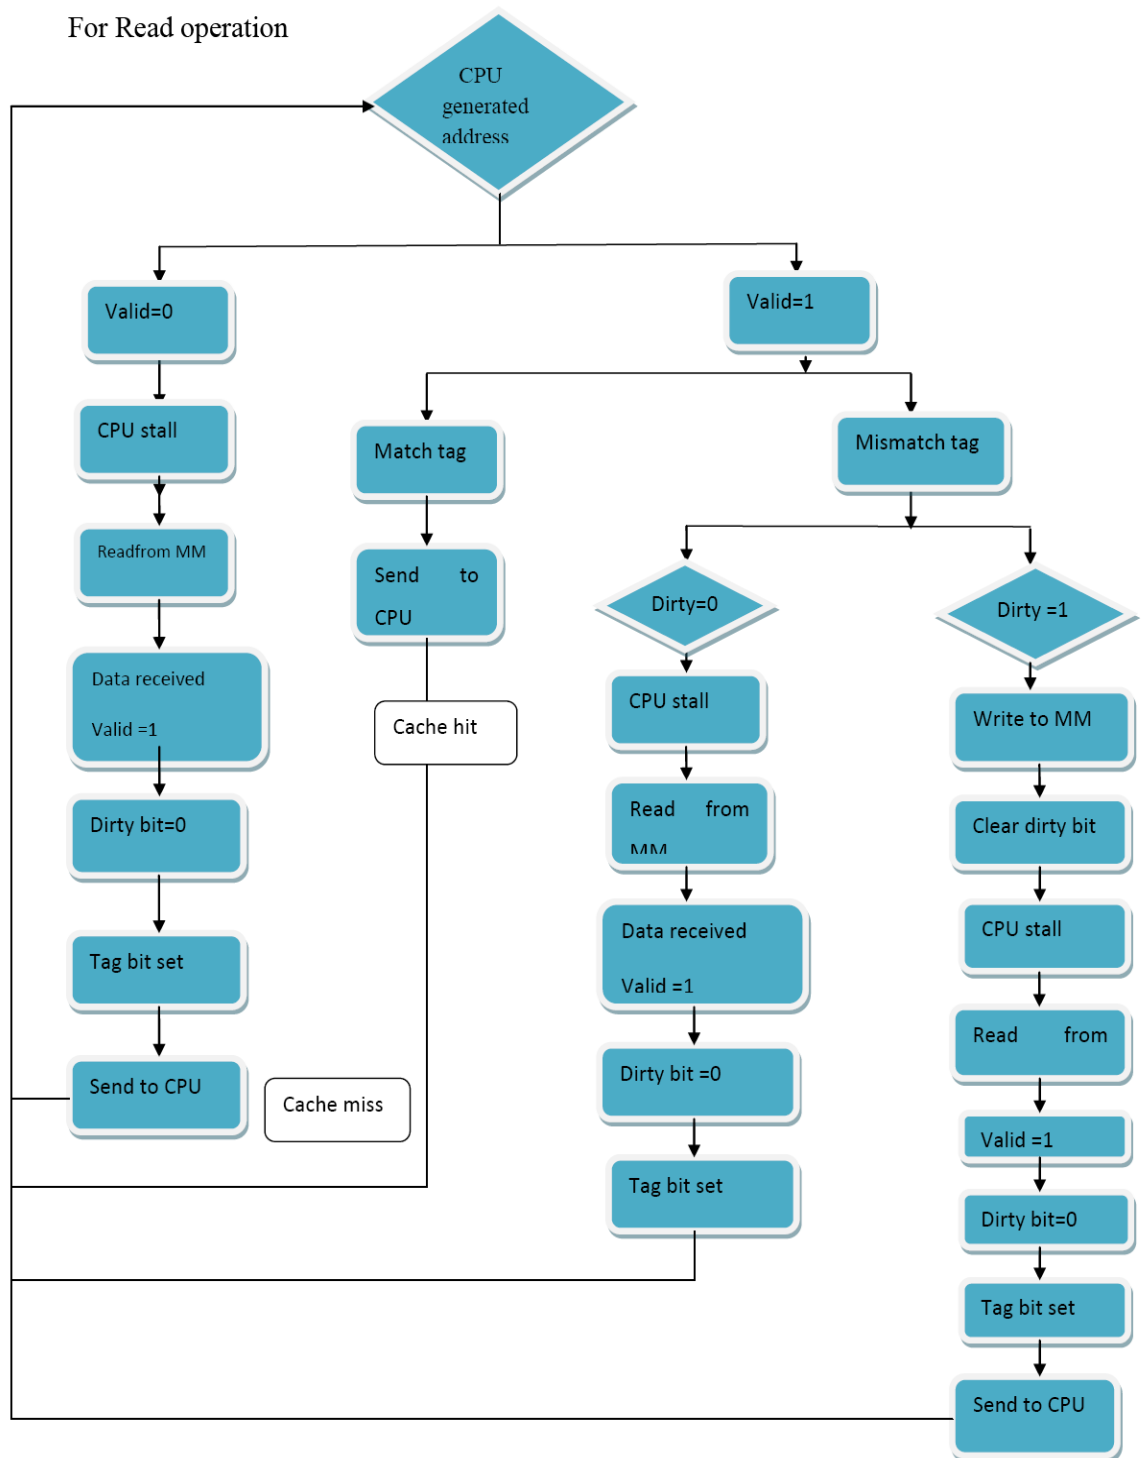 For Read operation
CPU
generated
address
Valid=0
Valid=1
CPU stall
Match tag
Mismatch tag
Readfrom MM
Send to
CPU
Dirty=0
Dirty =1
Data received
Valid =1
Cache hit
CPU stall
Write to MM
Dirty bit=0
Read from
MM
Clear dirty bit
Tag bit set
Data received
Valid =1
CPU stall
Send to CPU
Cache miss
Dirty bit =0
Read from
Valid =1
Tag bit set
Dirty bit=0
Tag bit set
Send to CPU